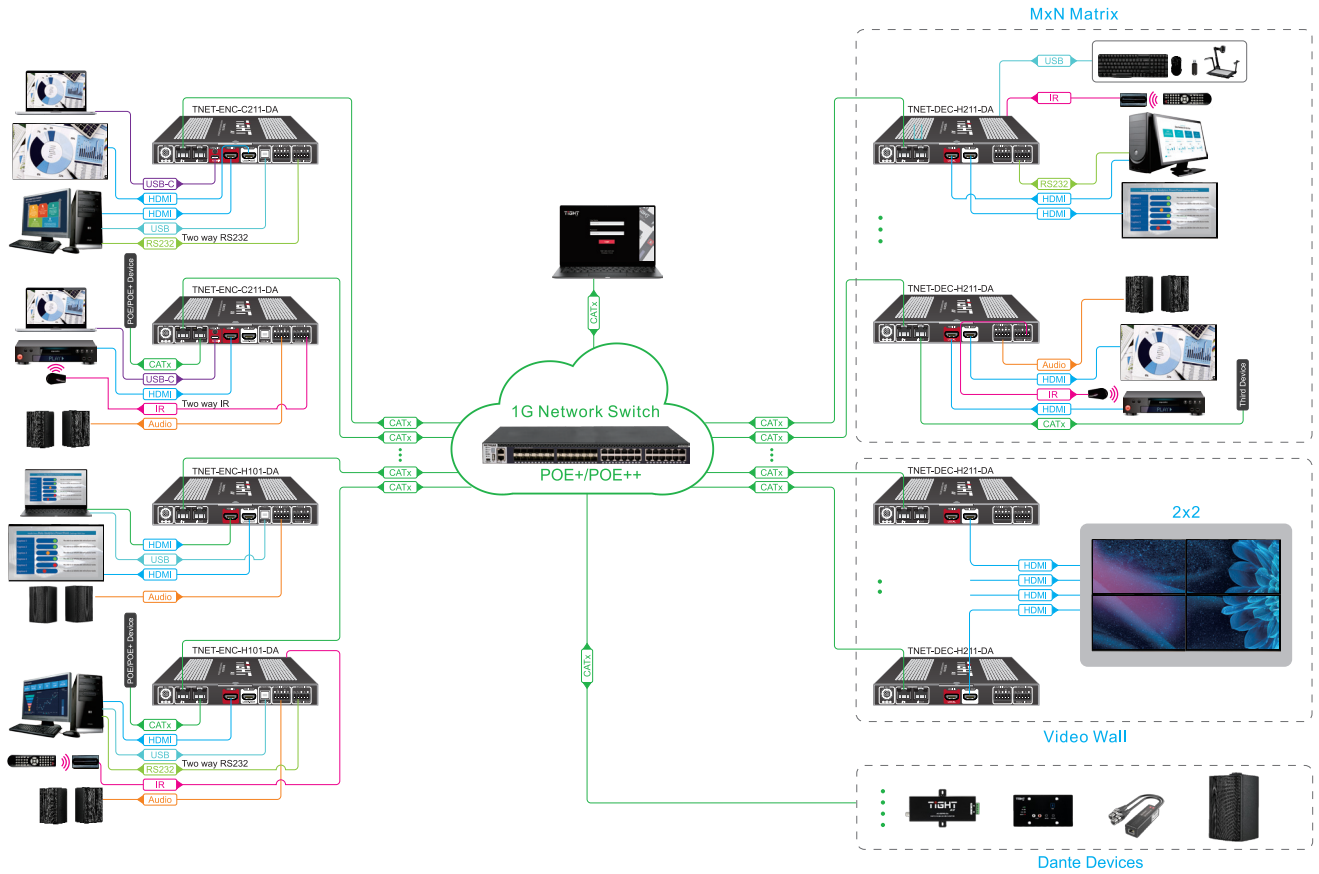 MxN Matrix
TNET-ENC-C211-DA
USB-C
HDMI
HDMI
USB
RS232
Two way RS232
POE/POE+ Device
TNET-ENC-C211-DA
CATx
USB-C
HDMI
IR
Two way IR
Audio
TNET-ENC-H101-DA
HDMI
USB
HDMI
Audio
POE/POE+ Device
TNET-ENC-H101-DA
CATx
HDMI
USB
RS232
Two way RS232
IR
Audio
TIGHT
CATx
1G Network Switch
POE+/POE++
CATx
CATx
CATx
CATx
CATx
CATx
CATx
CATx
CATx
TNET-DEC-H211-DA
USB
IR
RS232
HDMI
HDMI
TNET-DEC-H211-DA
Audio
HDMI
IR
HDMI
CATx
PLAY
PLAY
Third Device
TNET-DEC-H211-DA
2x2
HDMI
HDMI
HDMI
HDMI
TNET-DEC-H211-DA
Video Wall
TIGHT
TIGHT
Dante Devices